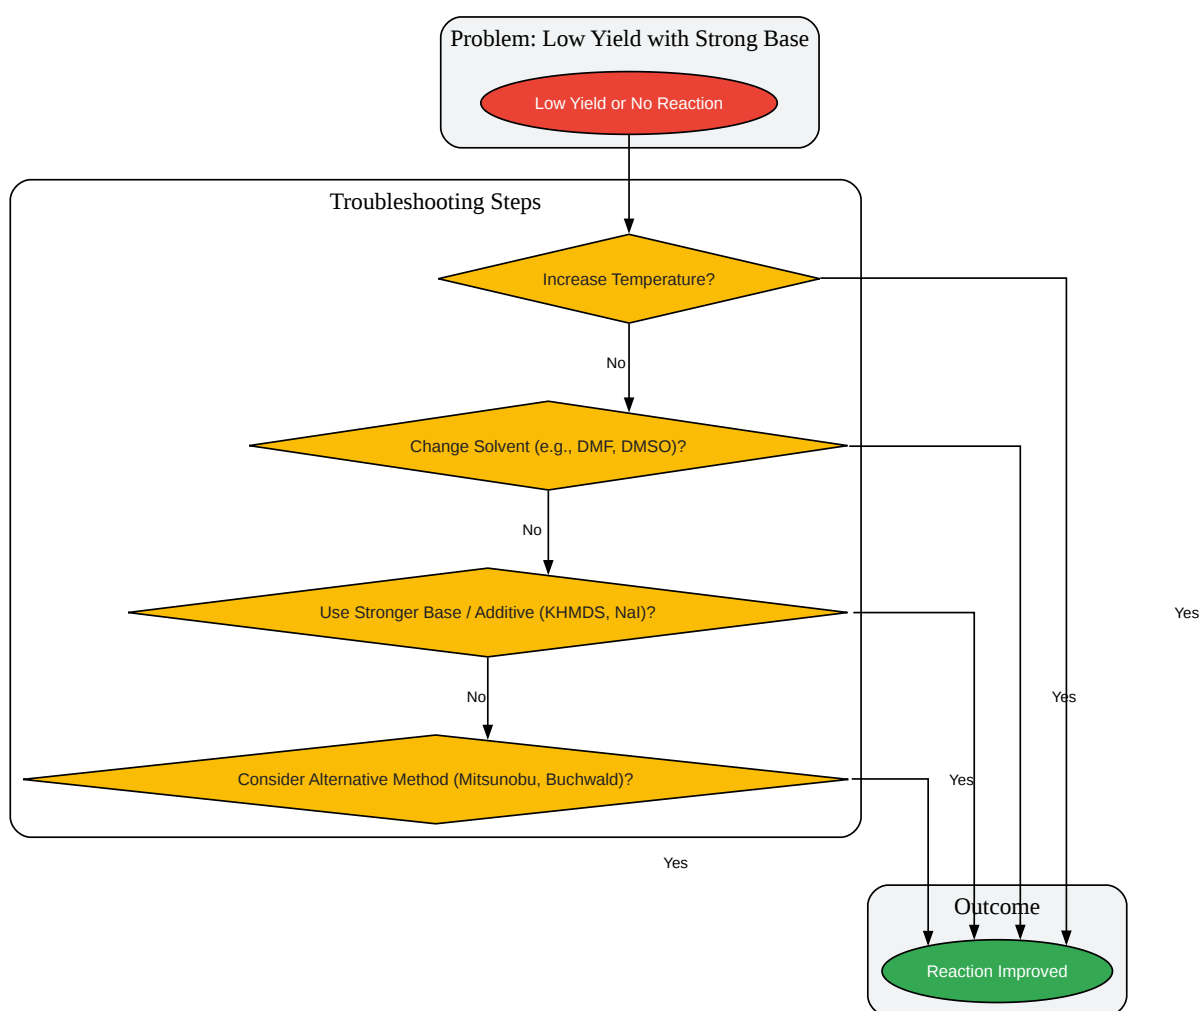 Problem: Low Yield with Strong Base
Low Yield or No Reaction
Troubleshooting Steps
Increase Temperature?
No
Change Solvent (e.g., DMF, DMSO)?
No
Use Stronger Base / Additive (KHMDS, NaI)?
Yes
No
Yes
Consider Alternative Method (Mitsunobu, Buchwald)?
Yes
Yes
Outcome
Reaction Improved